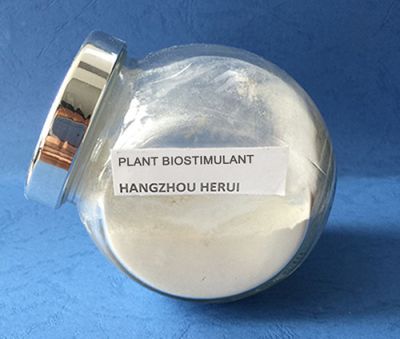 PLANT BIOSTIMULANT
HANGZHOU HERUI